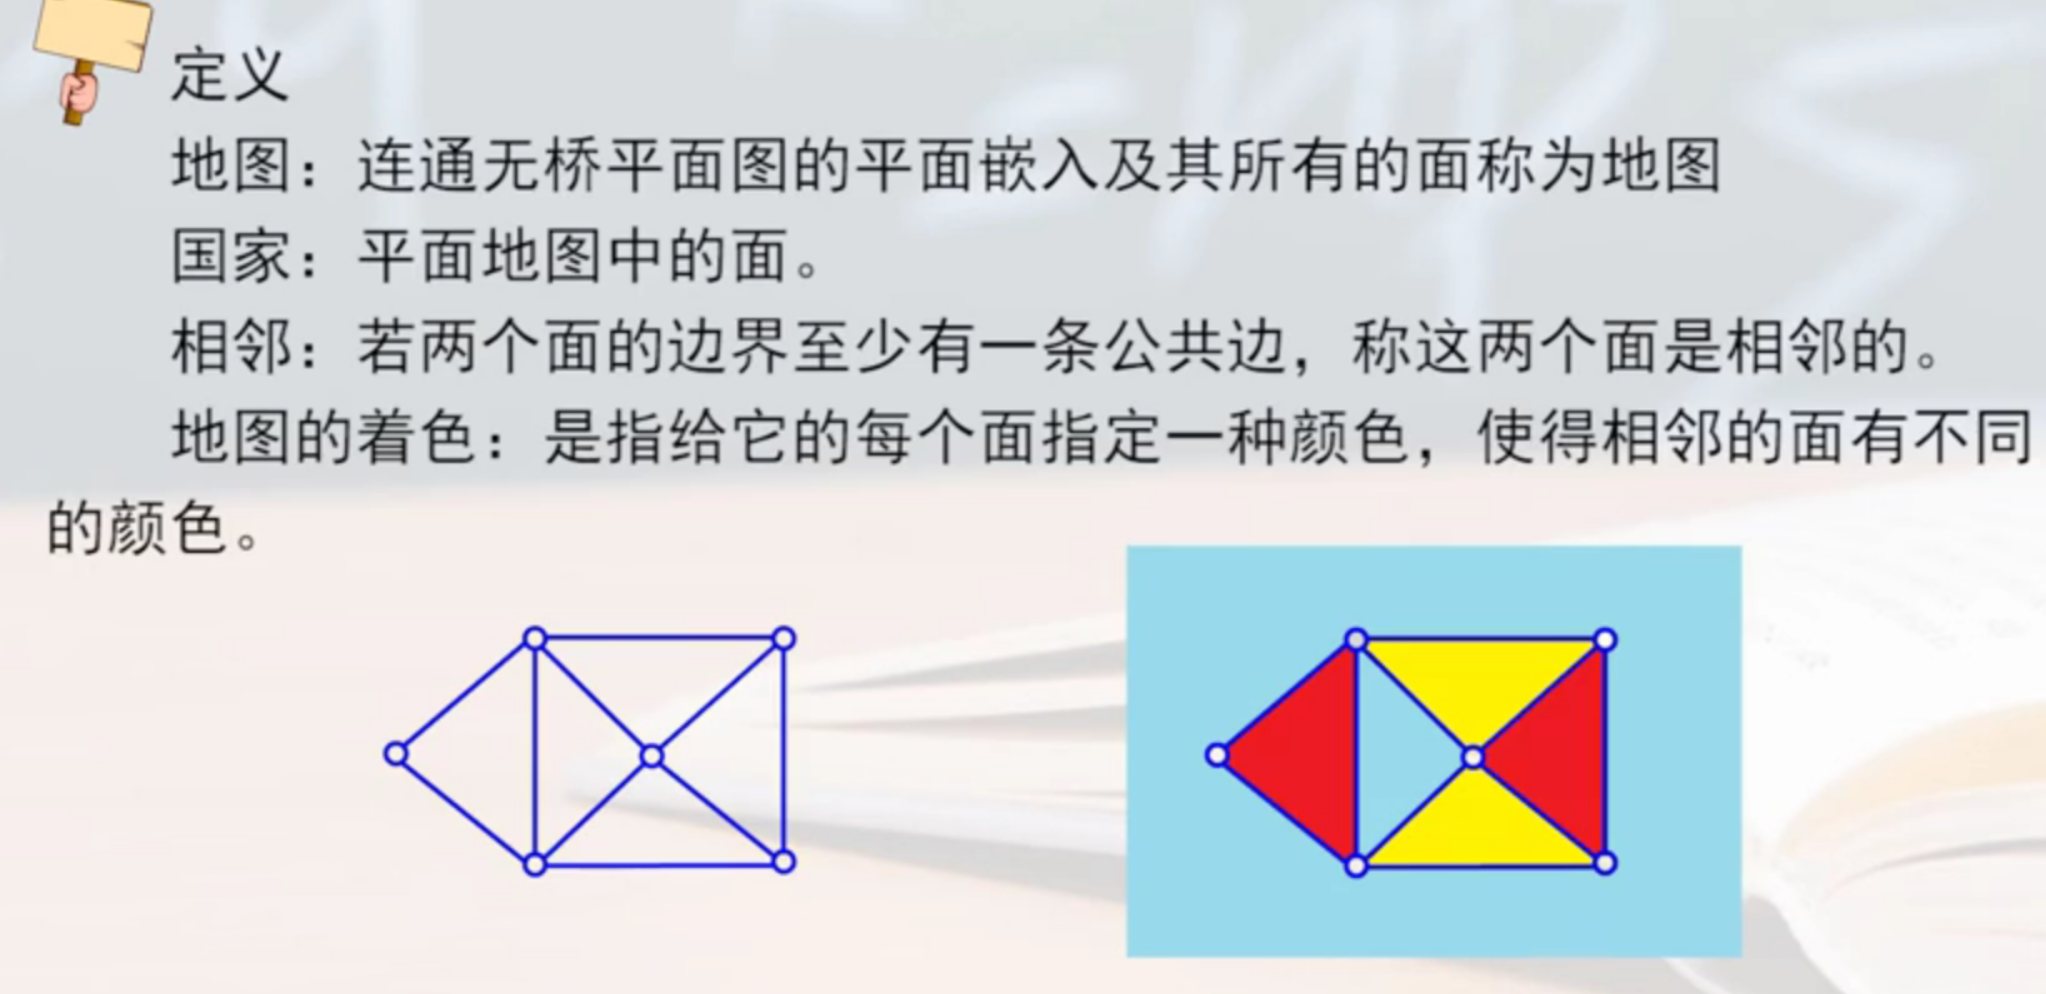 定义
地图：连通无桥平面图的平面嵌入及其所有的面称为地图
国家：平面地图中的面。
相邻：若两个面的边界至少有一条公共边，称这两个面是相邻的。
地图的着色：是指给它的每个面指定一种颜色，使得相邻的面有不同
的颜色。